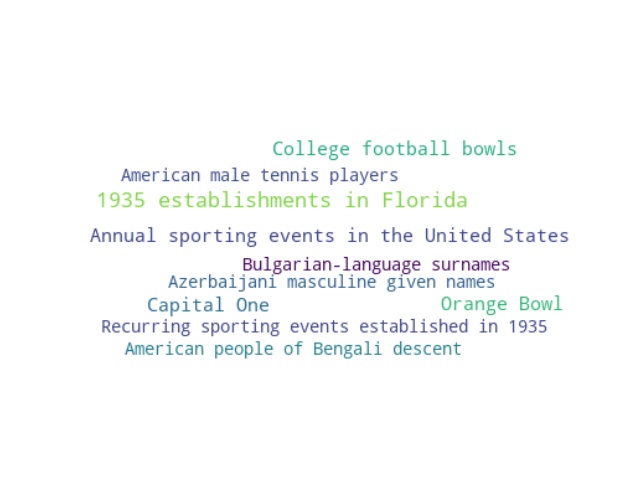 College football bowls
American male tennis players
1935 establishments in Florida
Annual sporting events in the United States
Bulgarian-language surnames
Azerbaijani masculine given names
Capital One
Orange Bowl
Recurring sporting events established in 1935
American people of Bengali descent